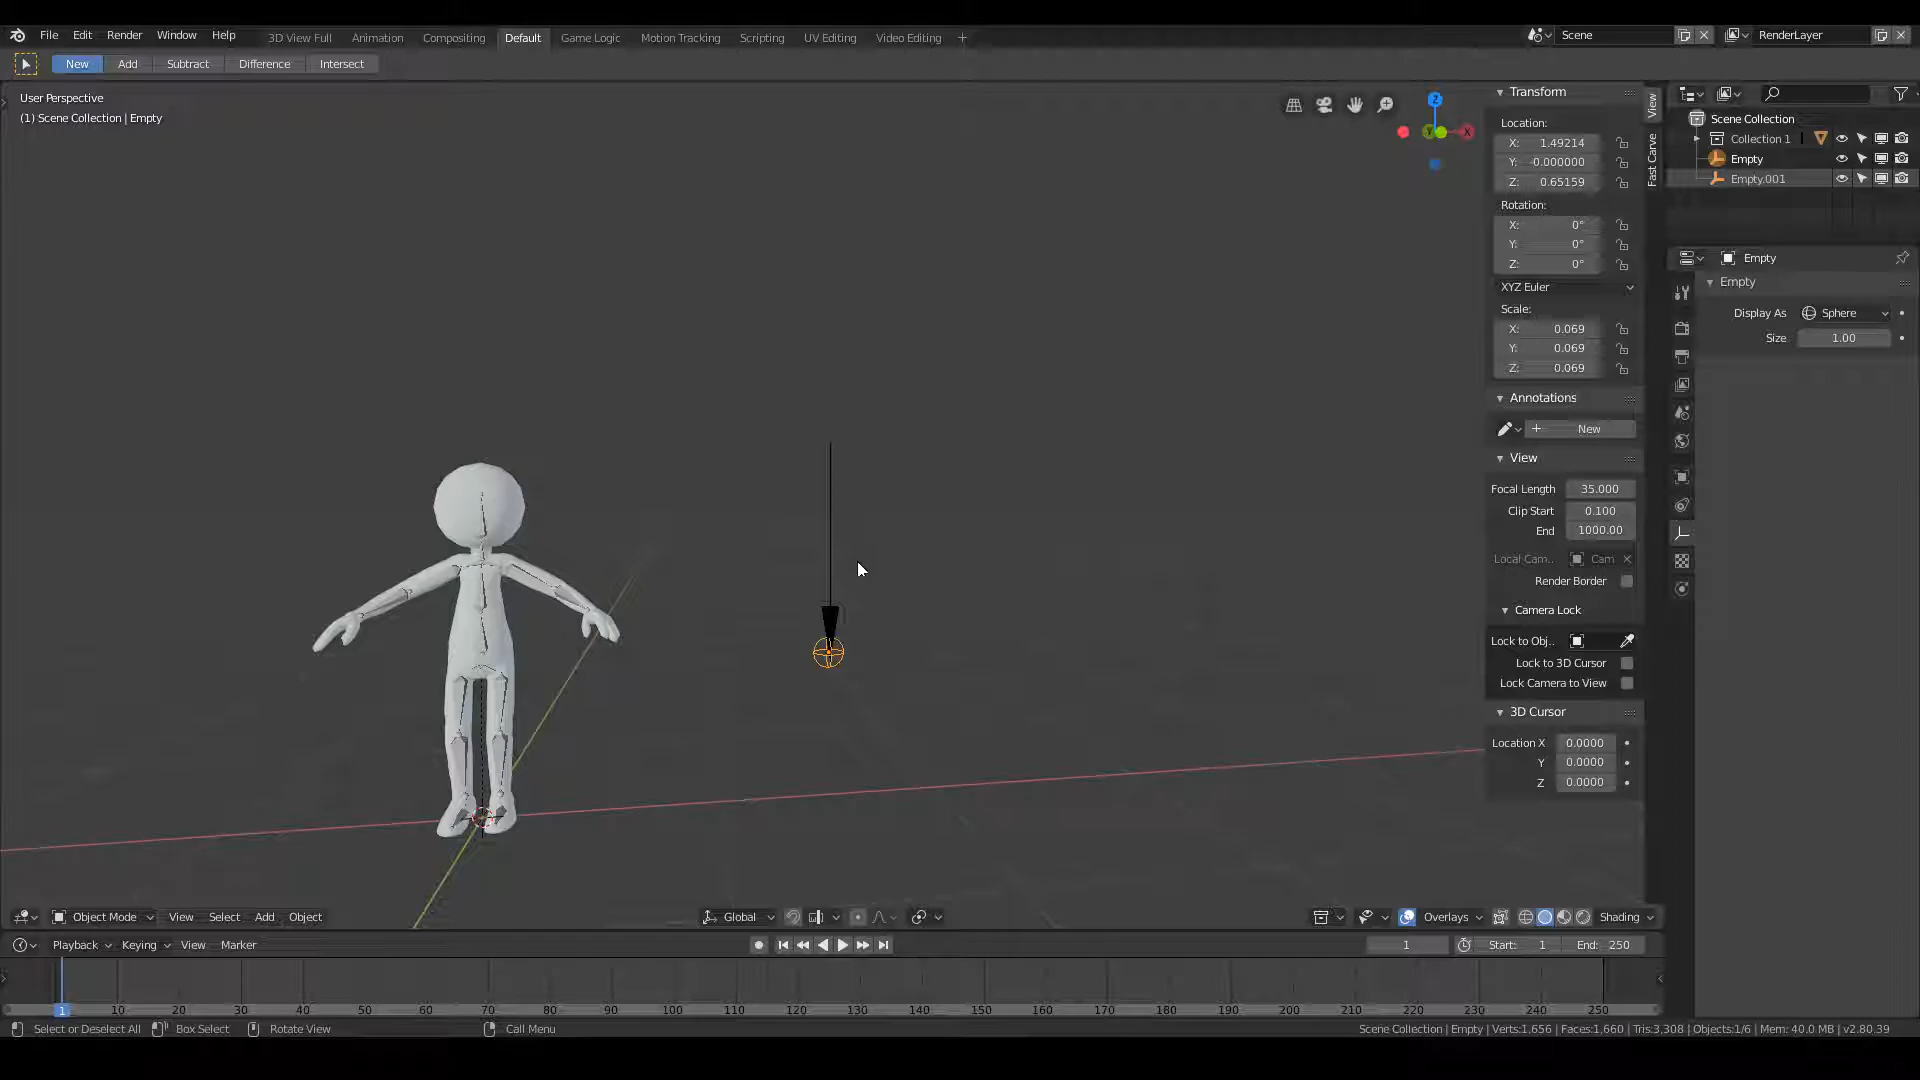 File Edit Render Window Help 3D View Full Animation Compositing Default Game Logic Motion Tracking Scripting UV Editing Video Editing + Scene RenderLayer
New Add Subtract Difference Intersect
User Perspective
(1) Scene Collection | Empty
Z
Y
X
Transform
Location:
X: 1.49214
Y: -0.000000
Z: 0.65159
Rotation:
X: 0°
Y: 0°
Z: 0°
XYZ Euler
Scale:
X: 0.069
Y: 0.069
Z: 0.069
Annotations
+ New
View
Focal Length 35.000
Clip Start 0.100
End 1000.00
Local Cam.. Cam
Render Border
Camera Lock
Lock to Obj..
Lock to 3D Cursor
Lock Camera to View
3D Cursor
Location X 0.0000
Y 0.0000
Z 0.0000
View
Fast Carve
Scene Collection
Collection 1
Empty
Empty.001
Empty
Empty
Display As Sphere
Size 1.00
Object Mode View Select Add Object Global Overlays Shading
Playback Keying View Marker 1 Start: 1 End: 250
1 10 20 30 40 50 60 70 80 90 100 110 120 130 140 150 160 170 180 190 200 210 220 230 240 250
Select or Deselect All Box Select Rotate View Call Menu Scene Collection | Empty | Verts:1,656 | Faces:1,660 | Tris:3,308 | Objects:1/6 | Mem: 40.0 MB | v2.80.39